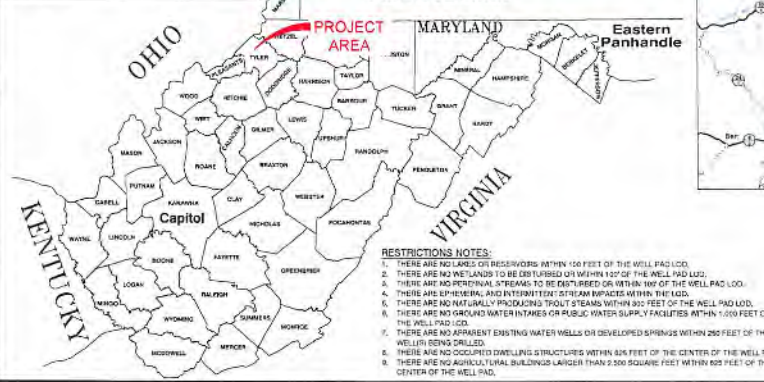 MARYLAND
Eastern
Panhandle
OHIO
PROJECT
AREA
WETZEL
TYLER
PLEASANTS
DODDRIDGE
HARRISON
TAYLOR
WOOD
RITCHIE
WIRT
BARBOUR
TUCKER
MINERAL
HAMPSHIRE
MORGAN
BERKELEY
JEFFERSON
GRANT
HARDY
MASON
JACKSON
CALHOUN
GILMER
LEWIS
UPSHUR
RANDOLPH
PENDLETON
ROANE
BRAXTON
PUTNAM
CABELL
KANAWHA
Capitol
CLAY
WEBSTER
NICHOLAS
POCAHONTAS
VIRGINIA
KENTUCKY
WAYNE
LINCOLN
BOONE
FAYETTE
GREENBRIER
LOGAN
MINGO
RALEIGH
WYOMING
SUMMERS
MONROE
MERCER
MCDOWELL
RESTRICTIONS NOTES:
1. THERE ARE NO LAKES OR RESERVOIRS WITHIN 100 FEET OF THE WELL PAD LOD.
2. THERE ARE NO WETLANDS TO BE DISTURBED OR WITHIN 100' OF THE WELL PAD LOD.
3. THERE ARE NO PERENNIAL STREAMS TO BE DISTURBED OR WITHIN 100' OF THE WELL PAD LOD.
4. THERE ARE EPHEMERAL AND INTERMITTENT STREAM IMPACTS WITHIN THE LOD.
5. THERE ARE NO NATURALLY PRODUCING TROUT STEAMS WITHIN 300 FEET OF THE WELL PAD LOD.
6. THERE ARE NO GROUND WATER INTAKES OR PUBLIC WATER SUPPLY FACILITIES WITHIN 1,000 FEET O
THE WELL PAD LOD.
7. THERE ARE NO APPARENT EXISTING WATER WELLS OR DEVELOPED SPRINGS WITHIN 250 FEET OF TH
WELL(S) BEING DRILLED.
8. THERE ARE NO OCCUPIED DWELLING STRUCTURES WITHIN 625 FEET OF THE CENTER OF THE WELL P
9. THERE ARE NO AGRICULTURAL BUILDINGS LARGER THAN 2,500 SQUARE FEET WITHIN 625 FEET OF TH
CENTER OF THE WELL PAD.